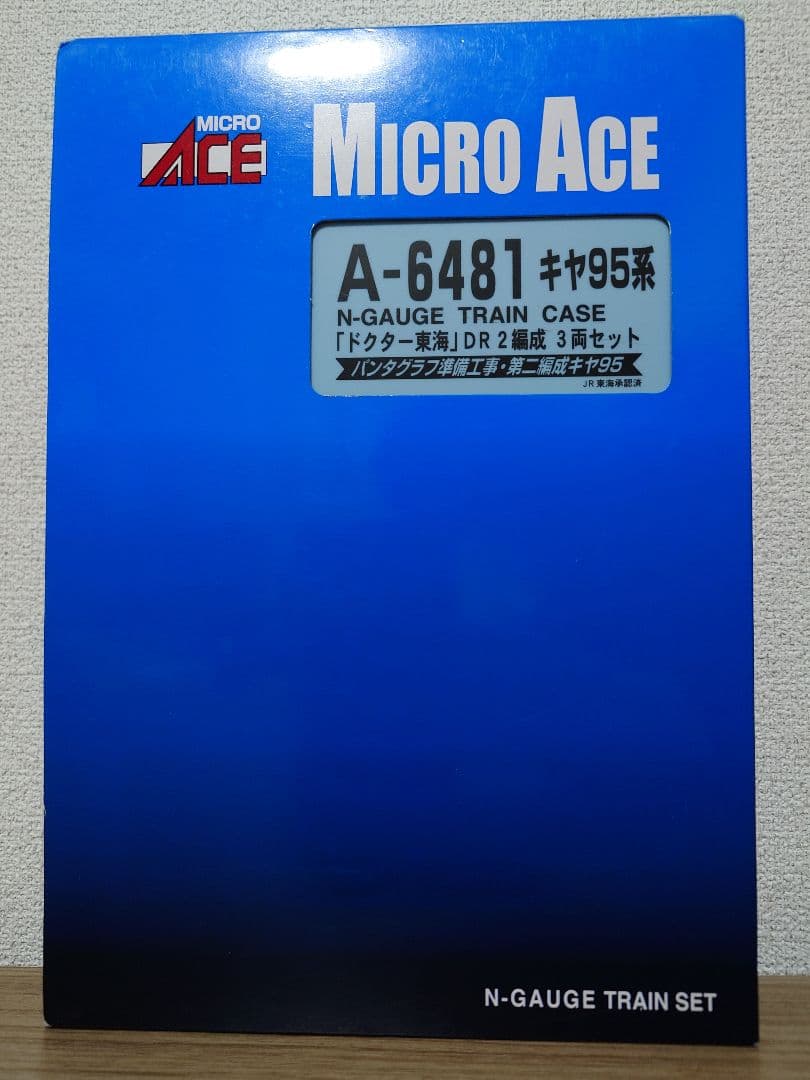 MICRO
ACE
MICRO ACE
A-6481 キヤ95系
N-GAUGE TRAIN CASE
「ドクター東海」DR2編成 3両セット
パンタグラフ準備工事・第二編成キヤ95
JR東海承認済
N-GAUGE TRAIN SET